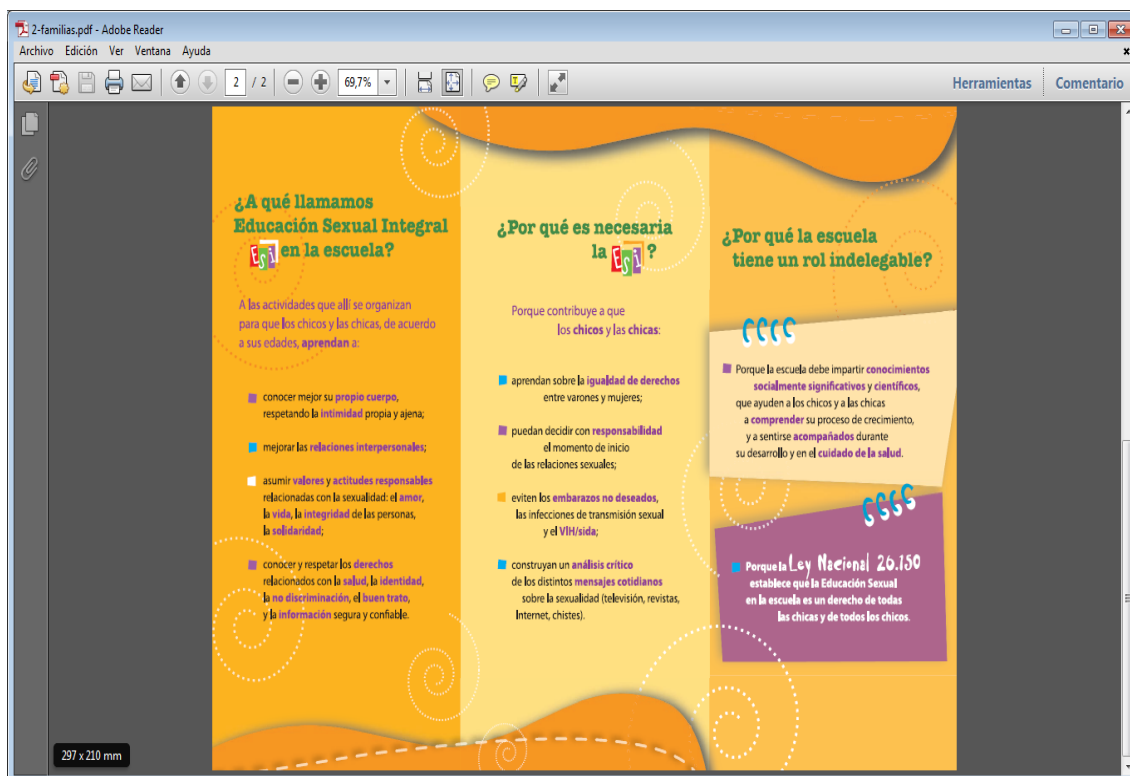 2-familias.pdf - Adobe Reader
Archivo Edición Ver Ventana Ayuda
2 / 2
69,7%
Herramientas
Comentario
¿A qué llamamos
Educación Sexual Integral
ESI en la escuela?
A las actividades que allí se organizan
para que los chicos y las chicas, de acuerdo
a sus edades, aprendan a:
conocer mejor su propio cuerpo,
respetando la intimidad propia y ajena;
mejorar las relaciones interpersonales;
asumir valores y actitudes responsables
relacionadas con la sexualidad: el amor,
la vida, la integridad de las personas,
la solidaridad;
conocer y respetar los derechos
relacionados con la salud, la identidad,
la no discriminación, el buen trato,
y la información segura y confiable.
¿Por qué es necesaria
la ESI ?
Porque contribuye a que
los chicos y las chicas:
aprendan sobre la igualdad de derechos
entre varones y mujeres;
puedan decidir con responsabilidad
el momento de inicio
de las relaciones sexuales;
eviten los embarazos no deseados,
las infecciones de transmisión sexual
y el VIH/sida;
construyan un análisis crítico
de los distintos mensajes cotidianos
sobre la sexualidad (televisión, revistas,
Internet, chistes).
¿Por qué la escuela
tiene un rol indelegable?
Porque la escuela debe impartir conocimientos
socialmente significativos y científicos,
que ayuden a los chicos y a las chicas
a comprender su proceso de crecimiento,
y a sentirse acompañados durante
su desarrollo y en el cuidado de la salud.
Porque la Ley Nacional 26.150
establece que la Educación Sexual
en la escuela es un derecho de todas
las chicas y de todos los chicos.
297 x 210 mm